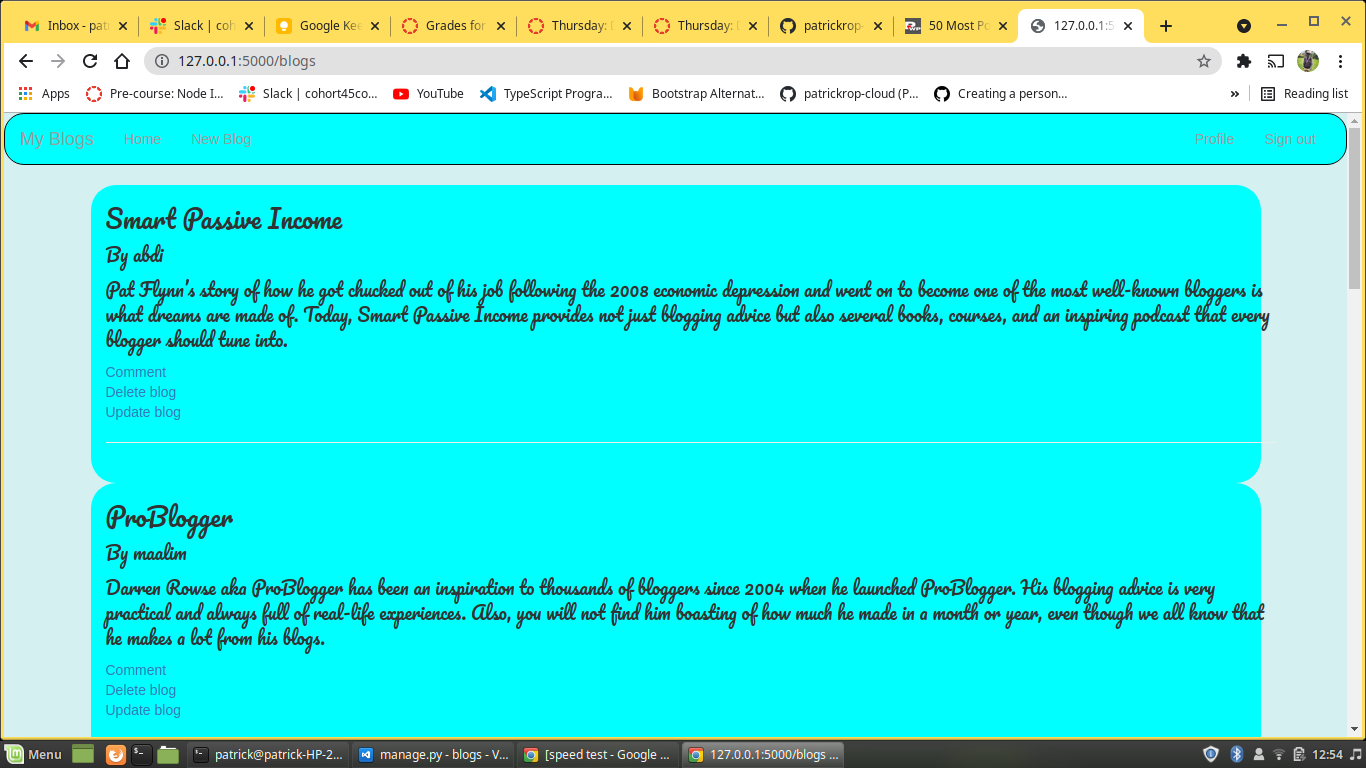 Inbox - pat
Slack | coh
Google Kee
Grades for
Thursday:
Thursday:
patrickrop-
50 Most Po
127.0.0.1:5
127.0.0.1:5000/blogs
Apps
Pre-course: Node I...
Slack | cohort45co...
YouTube
TypeScript Progra...
Bootstrap Alternat...
patrickrop-cloud (P...
Creating a person...
»
Reading list
My Blogs
Home
New Blog
Profile
Sign out
Smart Passive Income
By abdi
Pat Flynn's story of how he got chucked out of his job following the 2008 economic depression and went on to become one of the most well-known bloggers is
what dreams are made of. Today, Smart Passive Income provides not just blogging advice but also several books, courses, and an inspiring podcast that every
blogger should tune into.
Comment
Delete blog
Update blog
ProBlogger
By maalim
Darren Rowse aka ProBlogger has been an inspiration to thousands of bloggers since 2004 when he launched ProBlogger. His blogging advice is very
practical and always full of real-life experiences. Also, you will not find him boasting of how much he made in a month or year, even though we all know that
he makes a lot from his blogs.
Comment
Delete blog
Update blog
Menu
patrick@patrick-HP-2...
manage.py - blogs - V...
[speed test - Google ...
127.0.0.1:5000/blogs ...
12:54